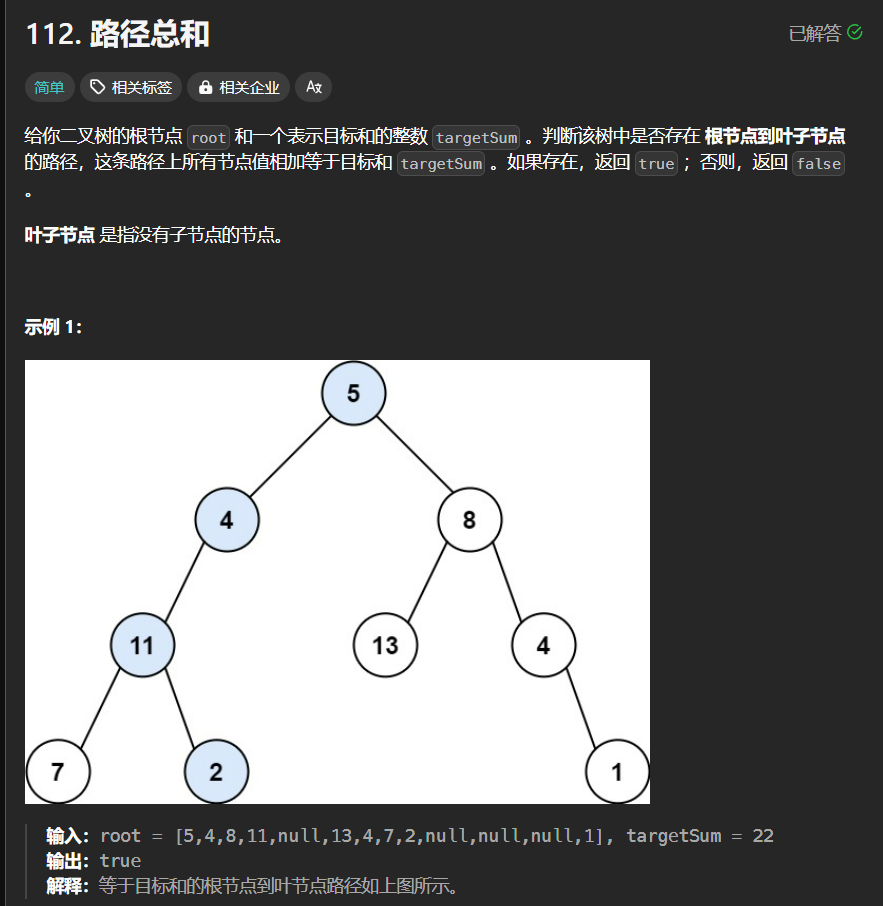 112. 路径总和
已解答
简单 相关标签 相关企业 Ax
给你二叉树的根节点 root 和一个表示目标和的整数 targetSum 。判断该树中是否存在 根节点到叶子节点
的路径，这条路径上所有节点值相加等于目标和 targetSum 。如果存在，返回 true ；否则，返回 false
。
叶子节点 是指没有子节点的节点。
示例 1：
5
4 8
11 13 4
7 2 1
输入：root = [5,4,8,11,null,13,4,7,2,null,null,null,1], targetSum = 22
输出：true
解释：等于目标和的根节点到叶节点路径如上图所示。